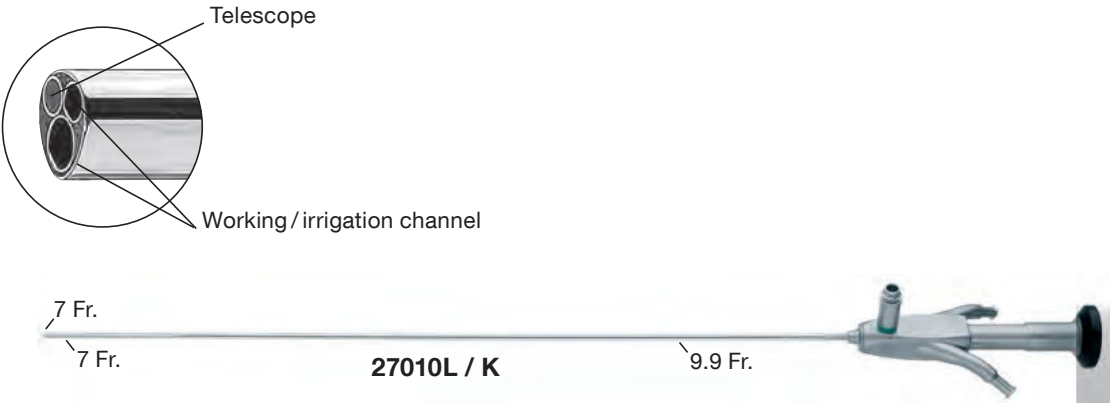 Telescope
Working / irrigation channel
7 Fr.
7 Fr.
27010L / K
9.9 Fr.